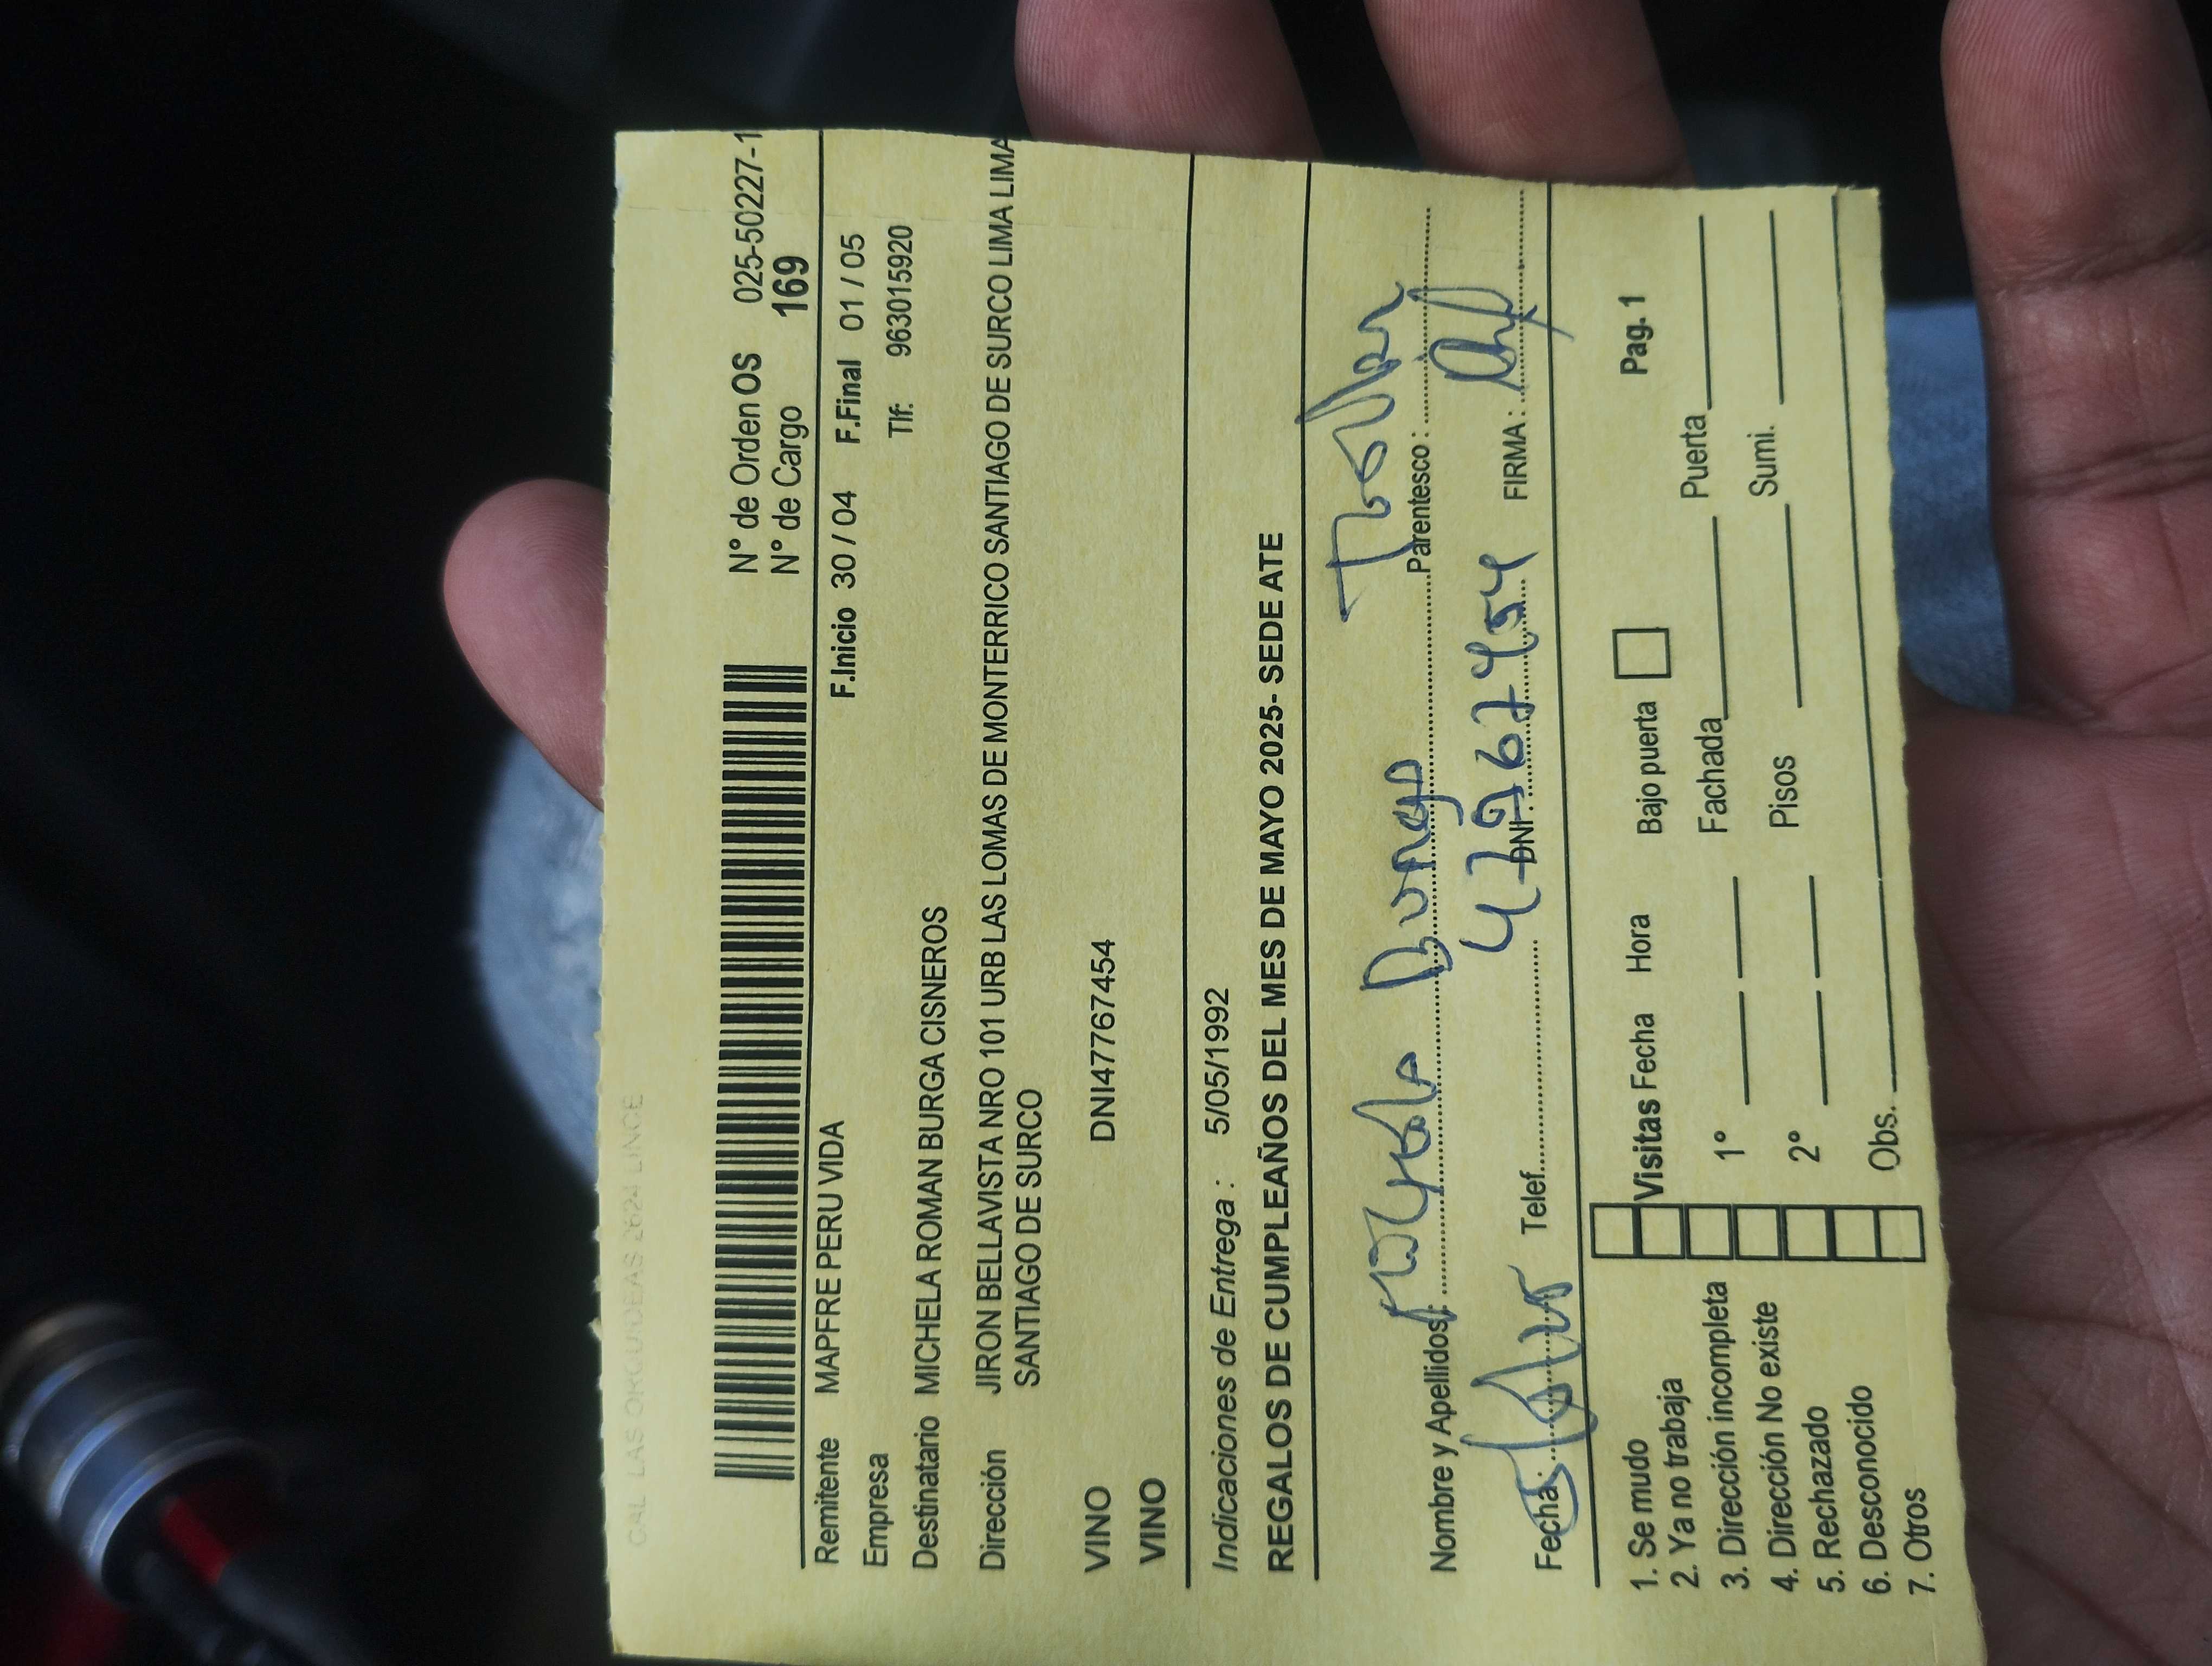 CAL LAS ORQUIDEAS 2624 LINCE
N° de Orden OS 025-50227-1
N° de Cargo 169
Remitente MAPFRE PERU VIDA F.Inicio 30 / 04 F.Final 01 / 05
Empresa Tlf: 963015920
Destinatario MICHELA ROMAN BURGA CISNEROS
Dirección JIRON BELLAVISTA NRO 101 URB LAS LOMAS DE MONTERRICO SANTIAGO DE SURCO LIMA LIMA
SANTIAGO DE SURCO
VINO DNI47767454
VINO
Indicaciones de Entrega : 5/05/1992
REGALOS DE CUMPLEAÑOS DEL MES DE MAYO 2025.- SEDE ATE
Nombre y Apellidos: Burga Parentesco : Titular
Fecha: Telef. DNI: 47767454 FIRMA :
1. Se mudo
2. Ya no trabaja
3. Dirección incompleta
4. Dirección No existe
5. Rechazado
6. Desconocido
7. Otros
Visitas Fecha Hora Bajo puerta Pag. 1
1° Fachada Puerta
2° Pisos Sumi.
Obs.